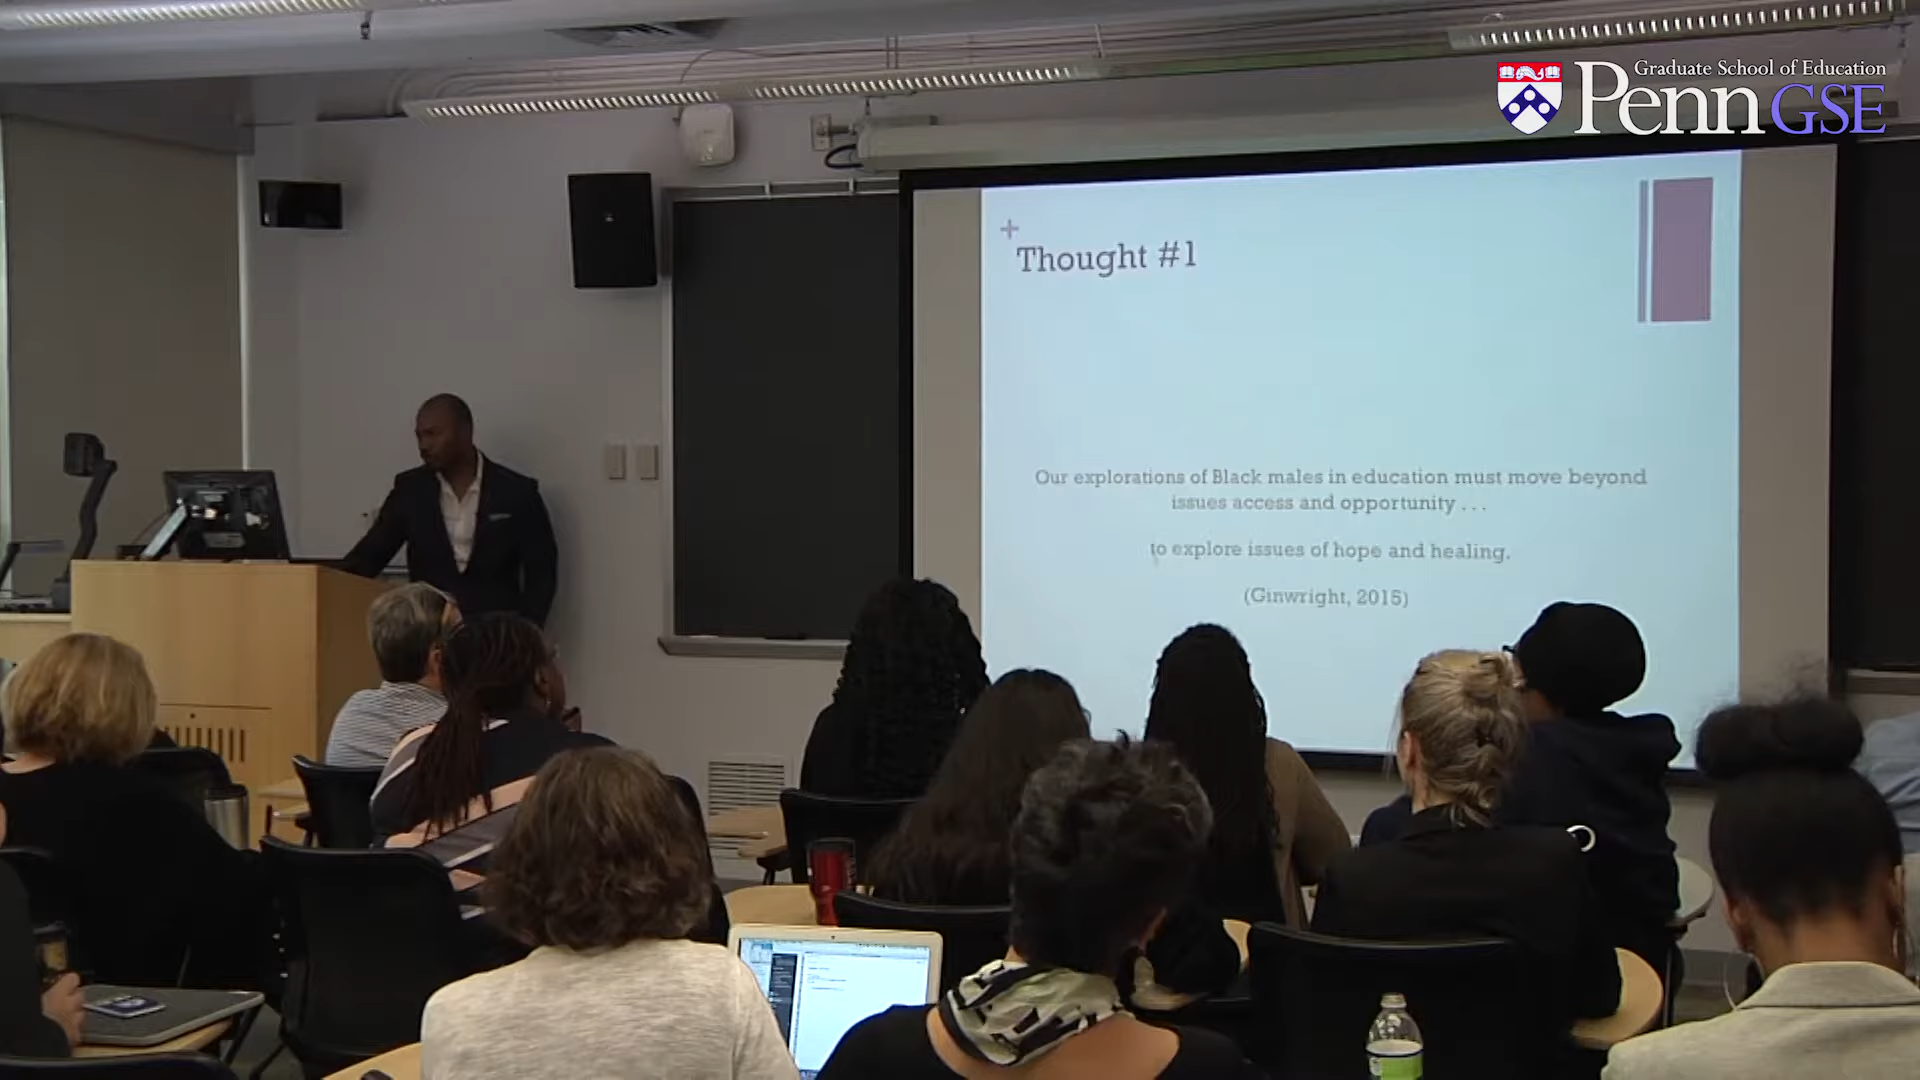 Graduate School of Education
Penn GSE
+
Thought #1
Our explorations of Black males in education must move beyond
issues access and opportunity . . .
to explore issues of hope and healing.
(Ginwright, 2015)